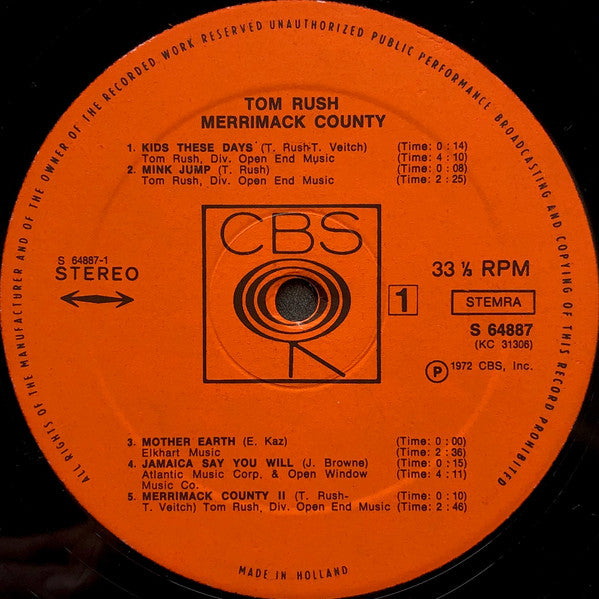 ALL RIGHTS OF THE MANUFACTURER AND OF THE OWNER OF THE RECORDED WORK RESERVED UNAUTHORIZED PUBLIC PERFORMANCE BROADCASTING AND COPYING OF THIS RECORD PROHIBITED
TOM RUSH
MERRIMACK COUNTY
1. KIDS THESE DAYS (T. Rush-T. Veitch) (Time: 0 : 14)
Tom Rush, Div. Open End Music (Time: 4 : 10)
2. MINK JUMP (T. Rush) (Time: 0 : 08)
Tom Rush, Div. Open End Music (Time: 2 : 25)
CBS
S 64887-1
STEREO
33 ⅓ RPM
1
STEMRA
S 64887
(KC 31306)
Ⓟ 1972 CBS, Inc.
3. MOTHER EARTH (E. Kaz) (Time: 0 : 00)
Elkhart Music (Time: 2 : 36)
4. JAMAICA SAY YOU WILL (J. Browne) (Time: 0 : 15)
Atlantic Music Corp, & Open Window (Time: 4 : 11)
Music Co.
5. MERRIMACK COUNTY II (T. Rush- (Time: 0 : 10)
T. Veitch) Tom Rush, Div. Open End Music (Time: 2 : 46)
MADE IN HOLLAND